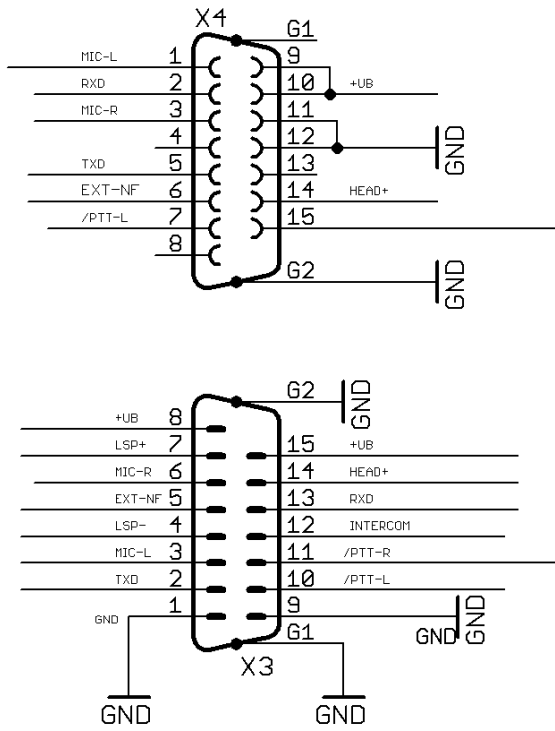 X4
G1
MIC-L 1 9
RXD 2 10 +UB
MIC-R 3 11
4 12 GND
TXD 5 13
EXT-NF 6 14 HEAD+
/PTT-L 7 15
8
G2 GND
G2 GND
+UB 8
LSP+ 7 15 +UB
MIC-R 6 14 HEAD+
EXT-NF 5 13 RXD
LSP- 4 12 INTERCOM
MIC-L 3 11 /PTT-R
TXD 2 10 /PTT-L
GND 1 9 GND GND
G1
X3
GND GND